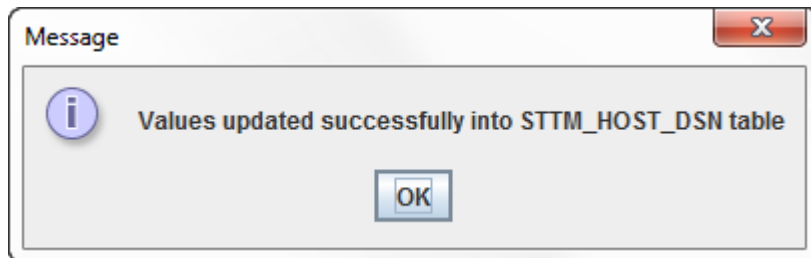 Message
Values updated successfully into STTM_HOST_DSN table
OK